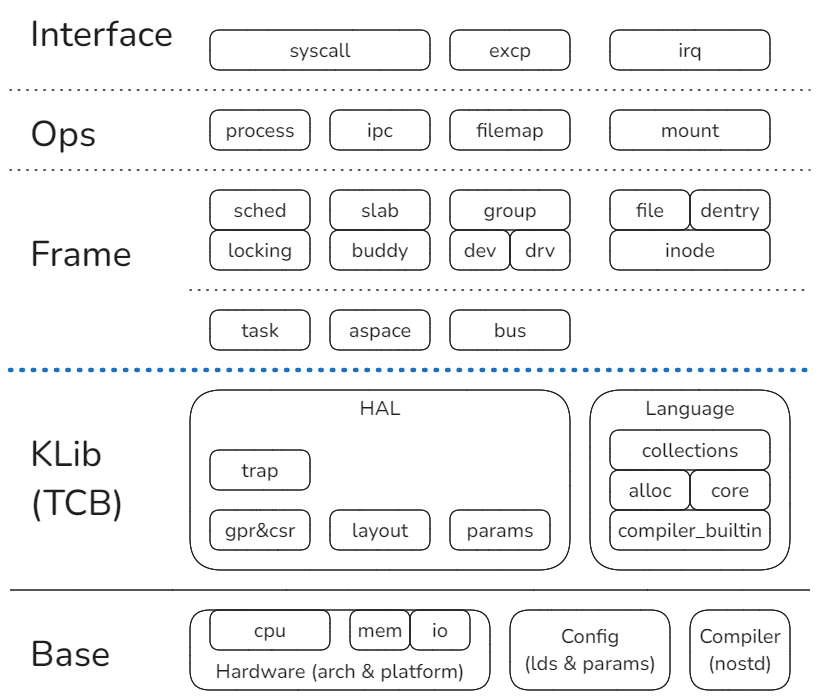 Interface
syscall
excp
irq
Ops
process
ipc
filemap
mount
Frame
sched
slab
group
file
dentry
locking
buddy
dev
drv
inode
task
aspace
bus
KLib
(TCB)
HAL
trap
gpr&csr
layout
params
Language
collections
alloc
core
compiler_builtin
Base
cpu
mem
io
Hardware (arch & platform)
Config
(lds & params)
Compiler
(nostd)